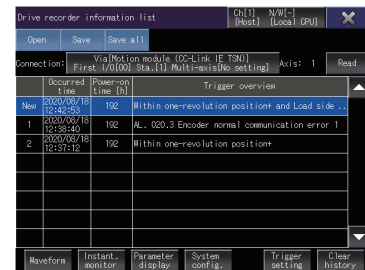 Drive recorder information list
Ch[1] N/W[-]
[Host] [Local CPU]
Open Save Save all
Connection: Via[Motion module (CC-Link IE TSN)]
First I/O[00] Sta.[1] Multi-axis[No setting]
Axis: 1 Read
Occurred time Power-on time [h] Trigger overview
New 2020/08/18 12:42:53 192 Within one-revolution position+ and Load side ..
1 2020/08/18 12:38:40 192 AL. 020.3 Encoder normal communication error 1
2 2020/08/18 12:37:12 192 Within one-revolution position+
Waveform Instant. monitor Parameter display System config. Trigger setting Clear history